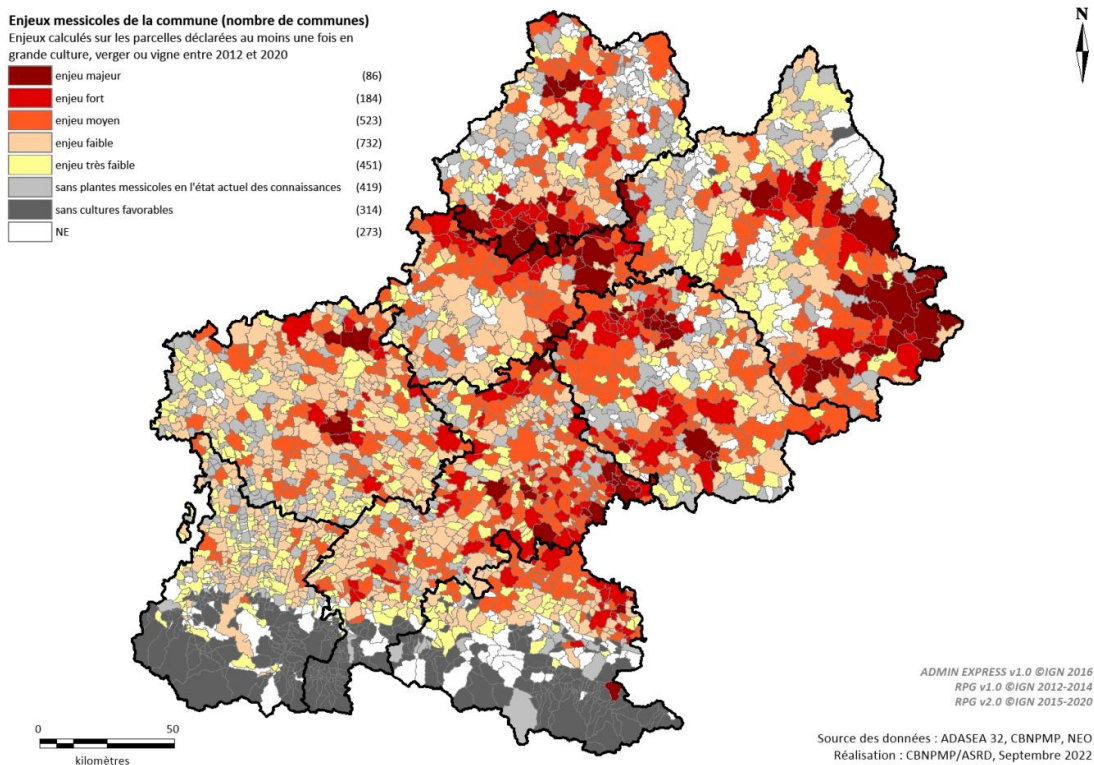 Enjeux messicoles de la commune (nombre de communes)
Enjeux calculés sur les parcelles déclarées au moins une fois en
grande culture, verger ou vigne entre 2012 et 2020
enjeu majeur (86)
enjeu fort (184)
enjeu moyen (523)
enjeu faible (732)
enjeu très faible (451)
sans plantes messicoles en l'état actuel des connaissances (419)
sans cultures favorables (314)
NE (273)
N
ADMIN EXPRESS v1.0 ©IGN 2016
RPG v1.0 ©IGN 2012-2014
RPG v2.0 ©IGN 2015-2020
0 50
kilomètres
Source des données : ADASEA 32, CBNPMP, NEO
Réalisation : CBNPMP/ASRD, Septembre 2022